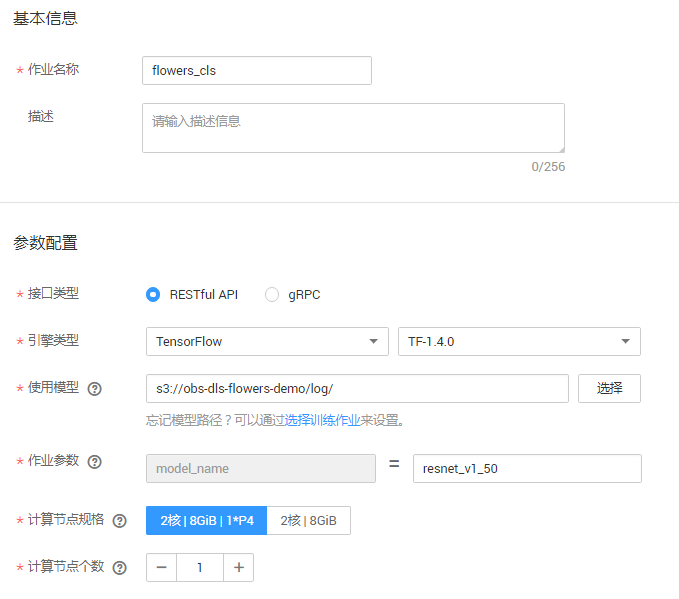 基本信息
* 作业名称 flowers_cls
描述 请输入描述信息
0/256
参数配置
* 接口类型 RESTful API gRPC
* 引擎类型 TensorFlow TF-1.4.0
* 使用模型 ? s3://obs-dls-flowers-demo/log/ 选择
忘记模型路径？可以通过选择训练作业来设置。
* 作业参数 ? model_name = resnet_v1_50
* 计算节点规格 ? 2核 | 8GiB | 1*P4 2核 | 8GiB
* 计算节点个数 ? − 1 +